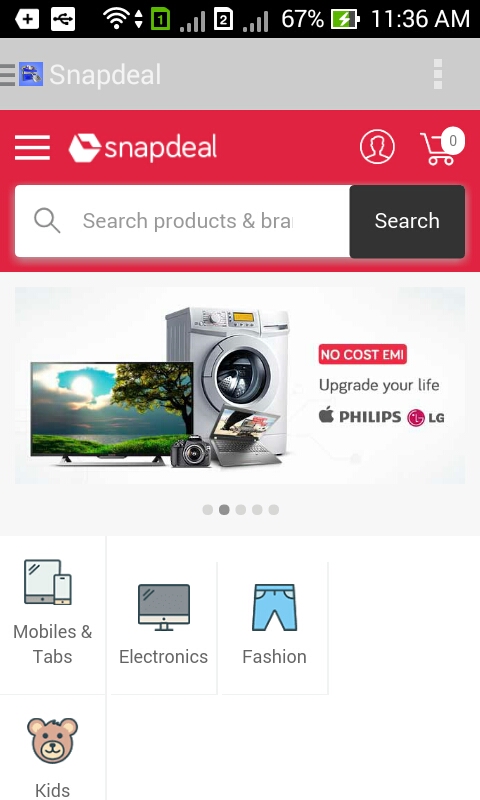 1 2 67% 11:36 AM
Snapdeal
snapdeal 0
Search products & bra
Search
NO COST EMI
Upgrade your life
PHILIPS LG LG
Mobiles &
Tabs
Electronics
Fashion
Kids